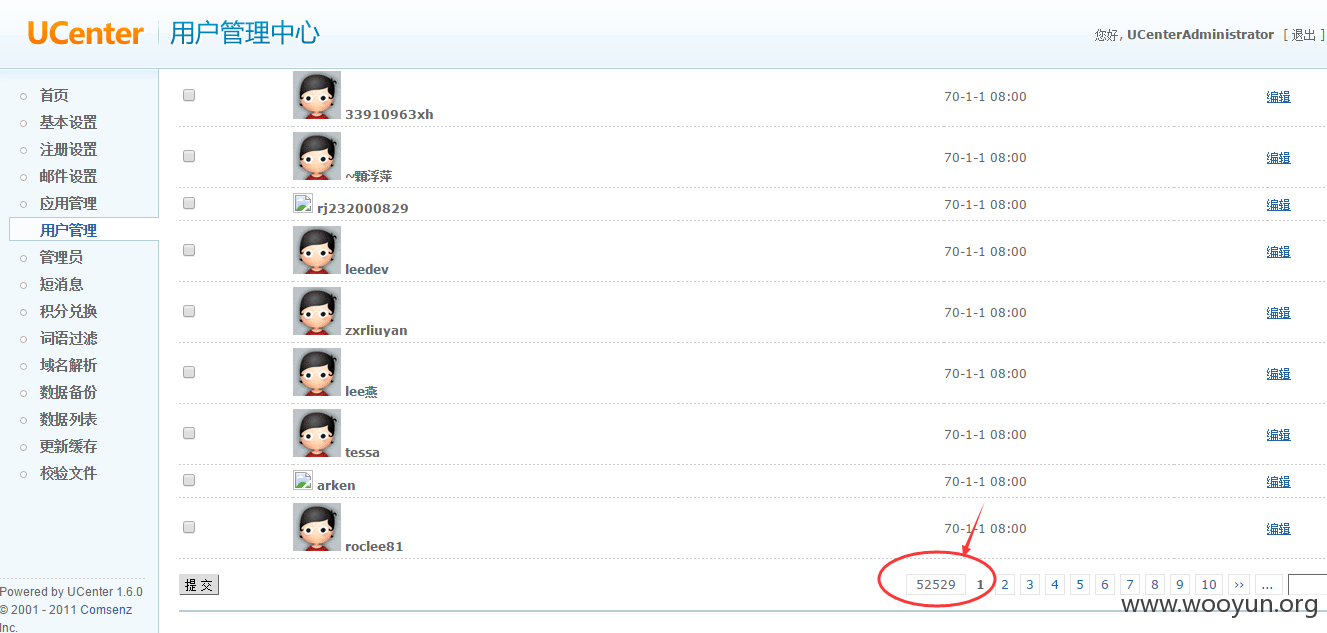 UCenter 用户管理中心 您好, UCenterAdministrator [ 退出 ]
首页
基本设置
注册设置
邮件设置
应用管理
用户管理
管理员
短消息
积分兑换
词语过滤
域名解析
数据备份
数据列表
更新缓存
校验文件
Powered by UCenter 1.6.0
© 2001 - 2011 Comsenz
Inc.
33910963xh 70-1-1 08:00 编辑
~顆浮萍 70-1-1 08:00 编辑
rj232000829 70-1-1 08:00 编辑
leedev 70-1-1 08:00 编辑
zxrliuyan 70-1-1 08:00 编辑
lee燕 70-1-1 08:00 编辑
tessa 70-1-1 08:00 编辑
arken 70-1-1 08:00 编辑
roclee81 70-1-1 08:00 编辑
提 交 52529 1 2 3 4 5 6 7 8 9 10 ›› ...
www.wooyun.org